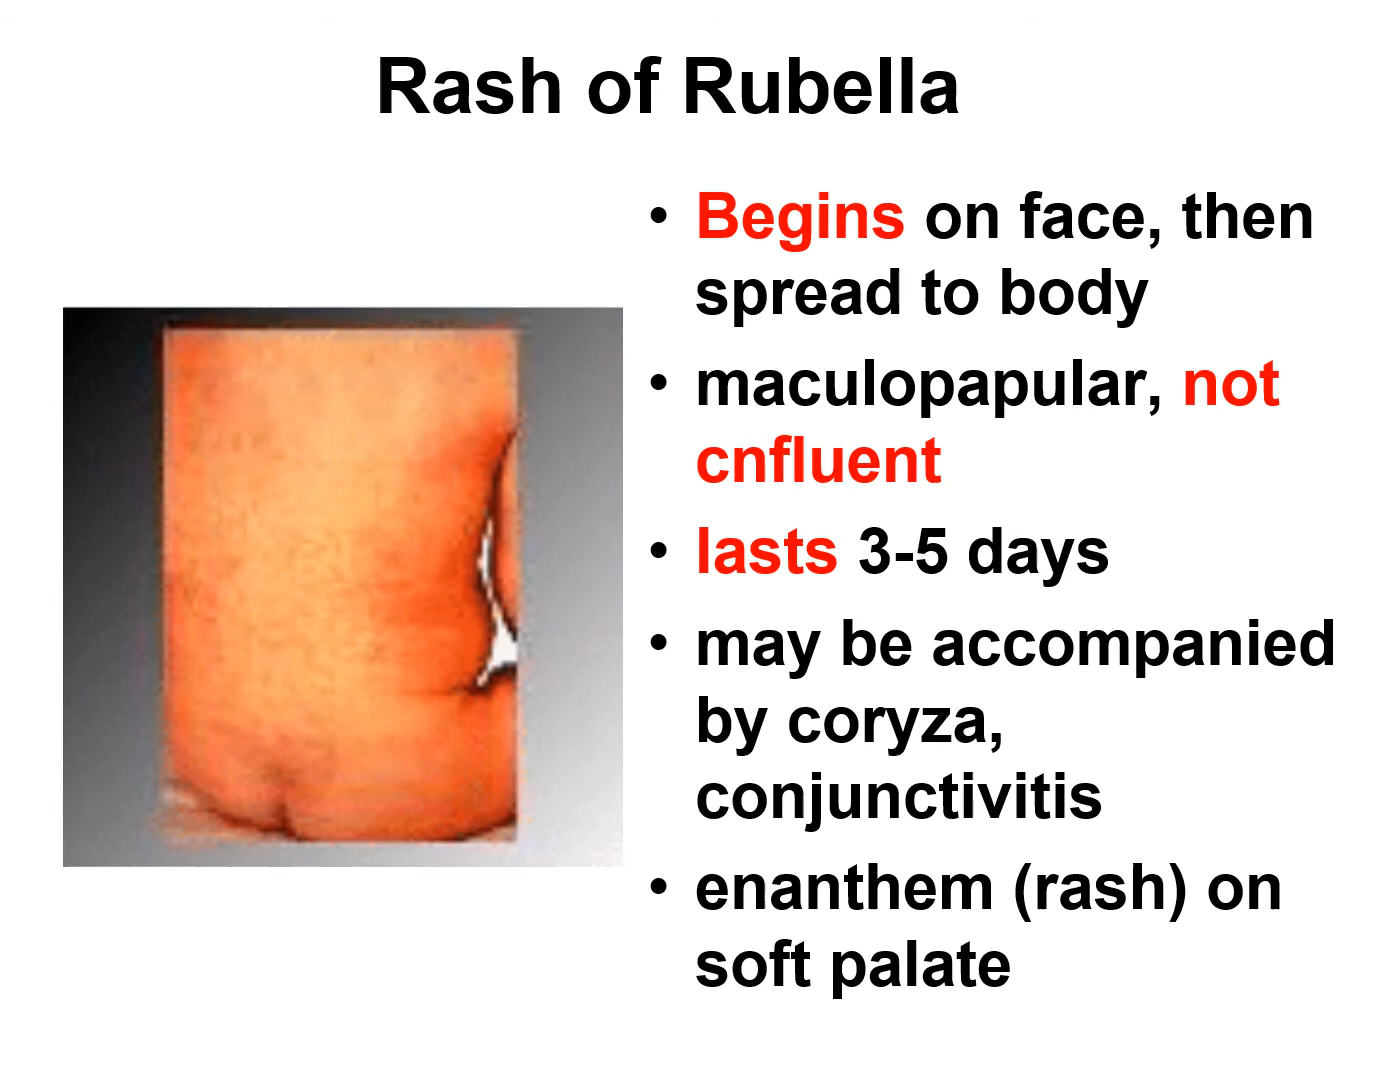 Rash of Rubella
• Begins on face, then
spread to body
• maculopapular, not
cnfluent
• lasts 3-5 days
• may be accompanied
by coryza,
conjunctivitis
• enanthem (rash) on
soft palate